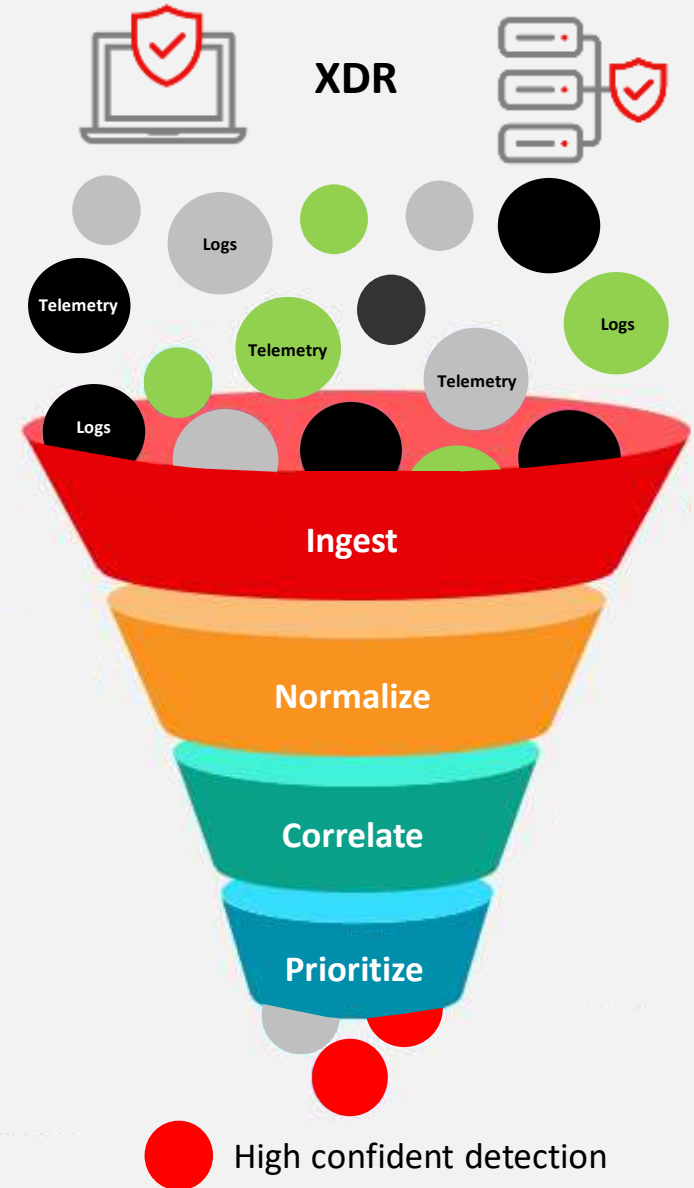 XDR
Logs
Telemetry
Logs
Telemetry
Telemetry
Logs
Ingest
Normalize
Correlate
Prioritize
High confident detection